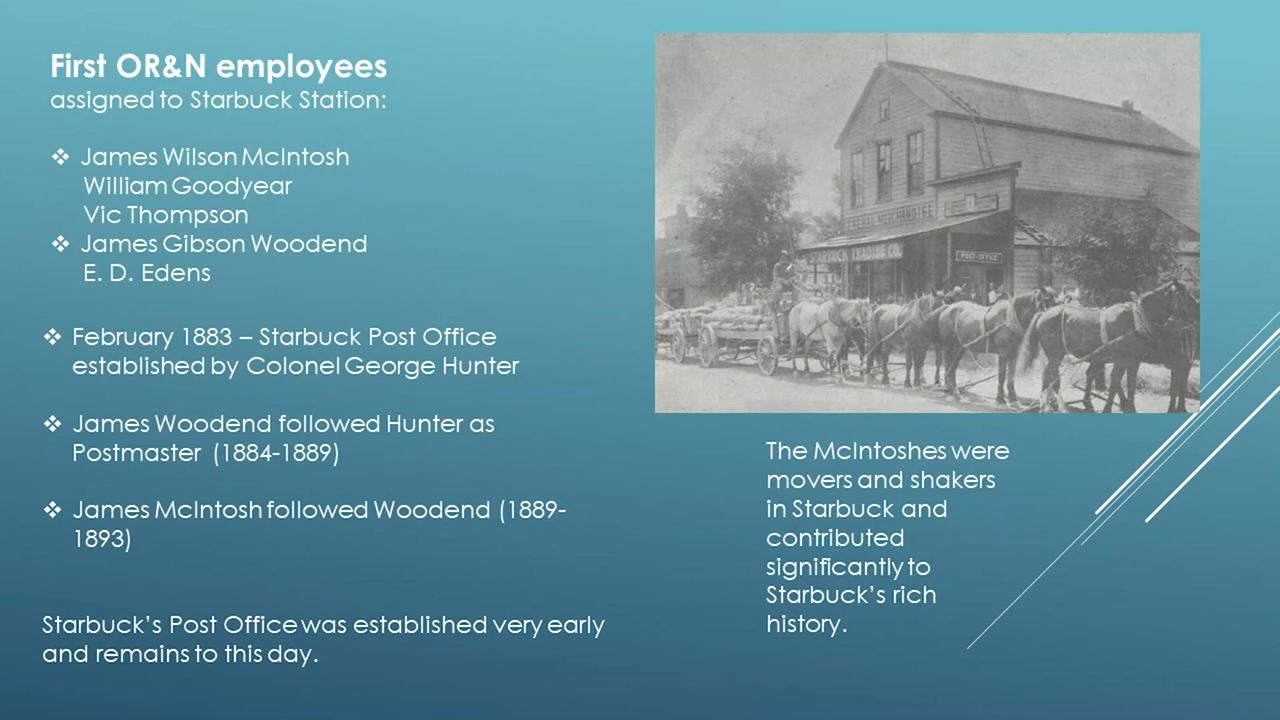 First OR&N employees
assigned to Starbuck Station:
❖ James Wilson McIntosh
William Goodyear
Vic Thompson
❖ James Gibson Woodend
E. D. Edens
❖ February 1883 – Starbuck Post Office
established by Colonel George Hunter
❖ James Woodend followed Hunter as
Postmaster (1884-1889)
❖ James McIntosh followed Woodend (1889-
1893)
Starbuck’s Post Office was established very early
and remains to this day.
GENERAL MERCHANDISE
STARBUCK TRADING CO.
POST-OFFICE
The McIntoshes were
movers and shakers
in Starbuck and
contributed
significantly to
Starbuck’s rich
history.